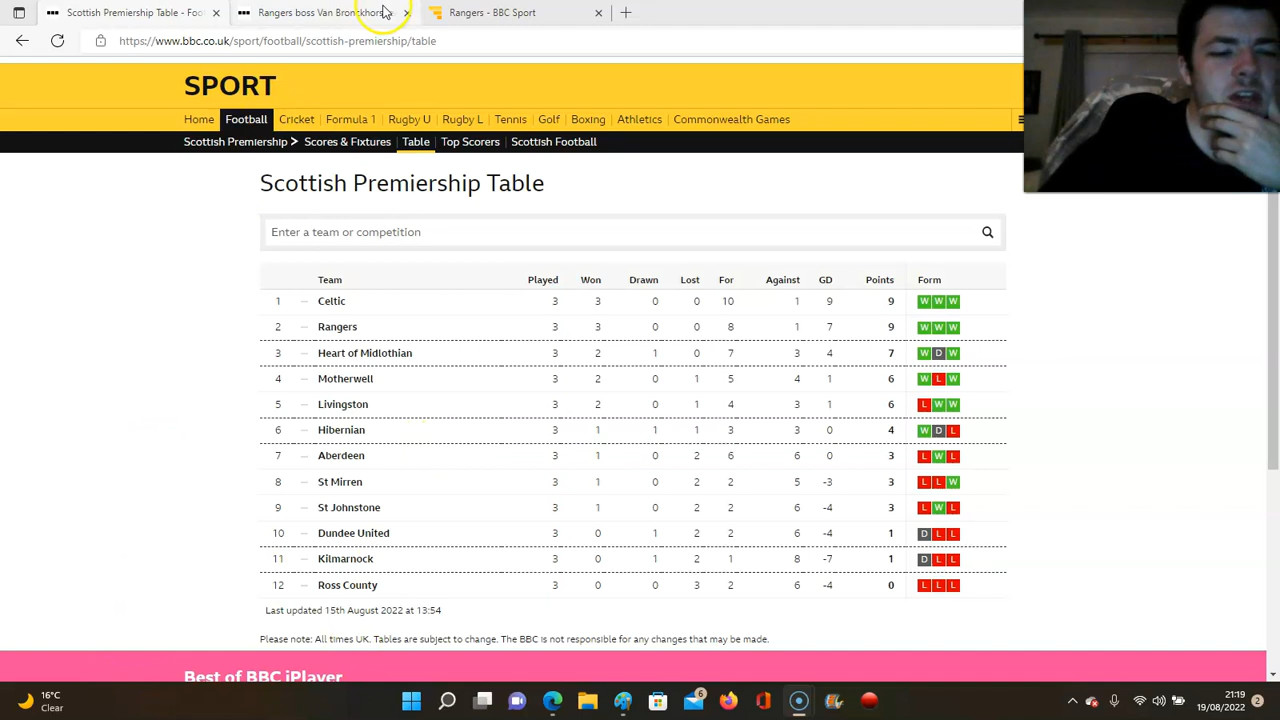 Scottish Premiership Table - Foo
Rangers boss Van Bronckhors
Rangers - BBC Sport
https://www.bbc.co.uk/sport/football/scottish-premiership/table
SPORT
Home Football Cricket Formula 1 Rugby U Rugby L Tennis Golf Boxing Athletics Commonwealth Games
Scottish Premiership > Scores & Fixtures Table Top Scorers Scottish Football
Scottish Premiership Table
Enter a team or competition
Team Played Won Drawn Lost For Against GD Points Form
1 Celtic 3 3 0 0 10 1 9 9 W W W
2 Rangers 3 3 0 0 8 1 7 9 W W W
3 Heart of Midlothian 3 2 1 0 7 3 4 7 W D W
4 Motherwell 3 2 0 1 5 4 1 6 W L W
5 Livingston 3 2 0 1 4 3 1 6 L W W
6 Hibernian 3 1 1 1 3 3 0 4 W D L
7 Aberdeen 3 1 0 2 6 6 0 3 L W L
8 St Mirren 3 1 0 2 2 5 -3 3 L L W
9 St Johnstone 3 1 0 2 2 6 -4 3 L W L
10 Dundee United 3 0 1 2 2 6 -4 1 D L L
11 Kilmarnock 3 0 1 2 1 8 -7 1 D L L
12 Ross County 3 0 0 3 2 6 -4 0 L L L
Last updated 15th August 2022 at 13:54
Please note: All times UK. Tables are subject to change. The BBC is not responsible for any changes that may be made.
Best of BBC iPlayer
16°C
Clear
6
21:19
19/08/2022
2